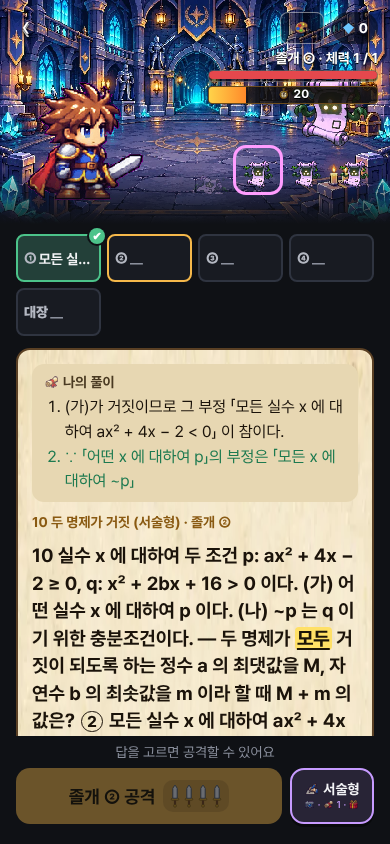 0
졸개 ② · 체력 1 / 1
20
① 모든 실...
② __
③ __
④ __
대장 __
나의 풀이
1. (가)가 거짓이므로 그 부정 「모든 실수 x 에 대
하여 ax² + 4x − 2 < 0」 이 참이다.
2. ∵ 「어떤 x 에 대하여 p」의 부정은 「모든 x 에
대하여 ~p」
10 두 명제가 거짓 (서술형) · 졸개 ②
10 실수 x 에 대하여 두 조건 p: ax² + 4x −
2 ≥ 0, q: x² + 2bx + 16 > 0 이다. (가) 어
떤 실수 x 에 대하여 p 이다. (나) ~p 는 q 이
기 위한 충분조건이다. — 두 명제가 모두 거
짓이 되도록 하는 정수 a 의 최댓값을 M, 자
연수 b 의 최솟값을 m 이라 할 때 M + m 의
값은? ② 모든 실수 x 에 대하여 ax² + 4x
답을 고르면 공격할 수 있어요
졸개 ② 공격
서술형
1